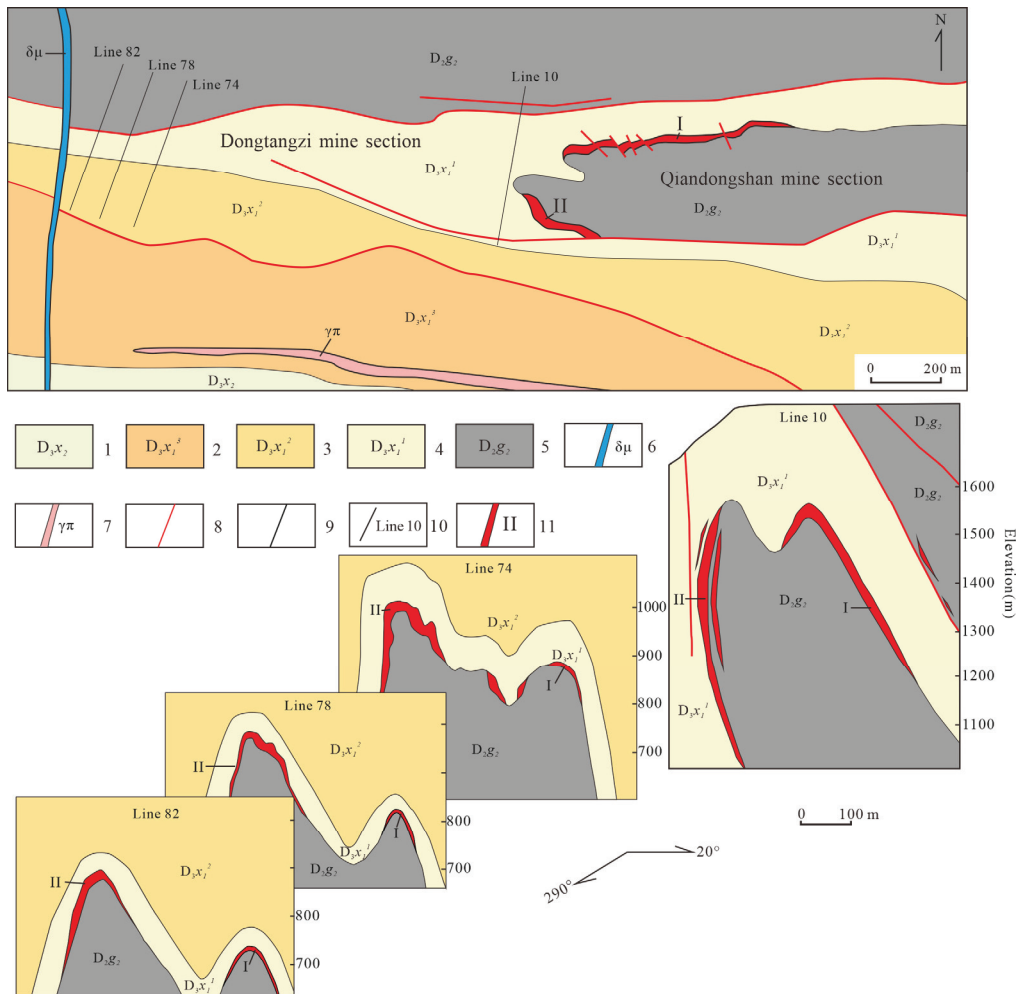 N
δμ
Line 82
Line 78
Line 74
Line 10
D₂g₂
Dongtangzi mine section
I
D₃x₁¹
Qiandongshan mine section
II
D₂g₂
D₃x₁²
D₃x₁¹
D₃x₁³
D₃x₁²
γπ
D₃x₂
0 200 m
D₃x₂ 1
D₃x₁³ 2
D₃x₁² 3
D₃x₁¹ 4
D₂g₂ 5
δμ 6
γπ 7
8
9
Line 10 10
II 11
Line 10
D₂g₂
D₃x₁¹
D₂g₂
II
D₂g₂
I
D₃x₁¹
1600
1500
1400
1300
1200
1100
Elevation(m)
Line 74
II
D₃x₁²
D₃x₁¹
I
D₂g₂
1000
900
800
700
Line 78
D₃x₁²
II
I
D₃x₁¹
D₂g₂
800
700
Line 82
D₃x₁²
II
D₂g₂
I
D₃x₁¹
800
700
0 100 m
20°
290°